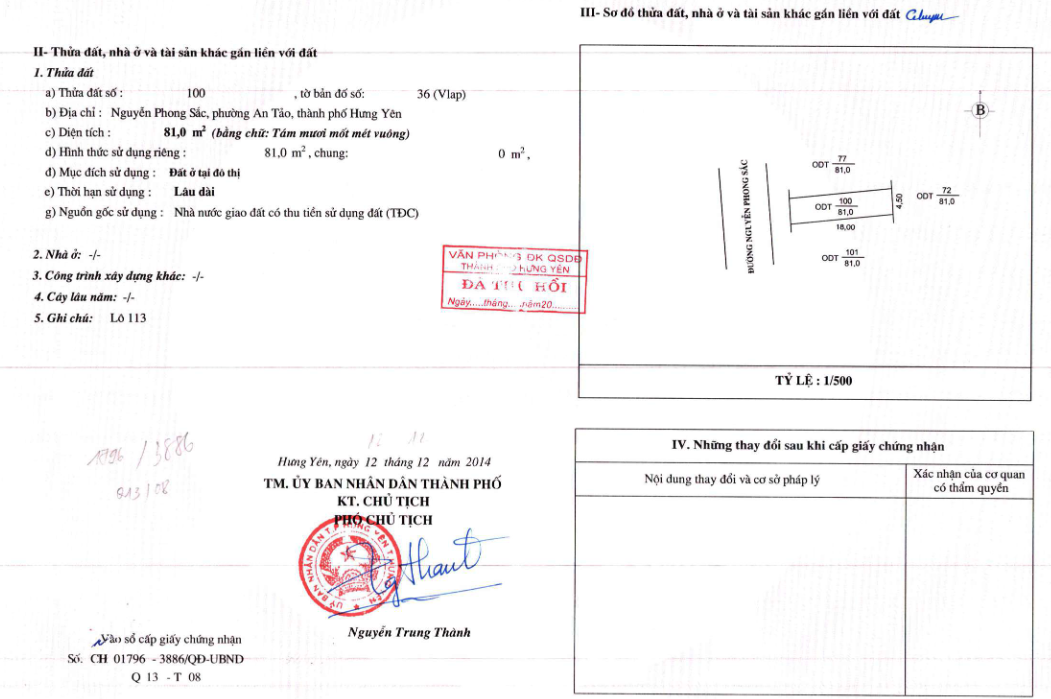 II- Thửa đất, nhà ở và tài sản khác gắn liền với đất
1. Thửa đất
a) Thửa đất số : 100 , tờ bản đồ số: 36 (Vlap)
b) Địa chỉ : Nguyễn Phong Sắc, phường An Tảo, thành phố Hưng Yên
c) Diện tích : 81,0 m² (bằng chữ: Tám mươi mốt mét vuông)
d) Hình thức sử dụng riêng : 81,0 m², chung: 0 m²,
đ) Mục đích sử dụng : Đất ở tại đô thị
e) Thời hạn sử dụng : Lâu dài
g) Nguồn gốc sử dụng : Nhà nước giao đất có thu tiền sử dụng đất (TĐC)
2. Nhà ở: -/-
3. Công trình xây dựng khác: -/-
4. Cây lâu năm: -/-
5. Ghi chú: Lô 113
VĂN PHÒNG ĐK QSDĐ
THÀNH PHỐ HƯNG YÊN
ĐÃ THU HỒI
Ngày.....tháng.....năm20..........
1796 / 3886
013 / 08
12 12
Hưng Yên, ngày 12 tháng 12 năm 2014
TM. ỦY BAN NHÂN DÂN THÀNH PHỐ
KT. CHỦ TỊCH
PHÓ CHỦ TỊCH
Nguyễn Trung Thành
Vào sổ cấp giấy chứng nhận
Số. CH 01796 - 3886/QĐ-UBND
Q 13 - T 08
III- Sơ đồ thửa đất, nhà ở và tài sản khác gắn liền với đất
B
ĐƯỜNG NGUYỄN PHONG SẮC
ODT 77
81,0
ODT 100
81,0
18,00
4,50
ODT 72
81,0
ODT 101
81,0
TỶ LỆ : 1/500
IV. Những thay đổi sau khi cấp giấy chứng nhận
Nội dung thay đổi và cơ sở pháp lý
Xác nhận của cơ quan
có thẩm quyền